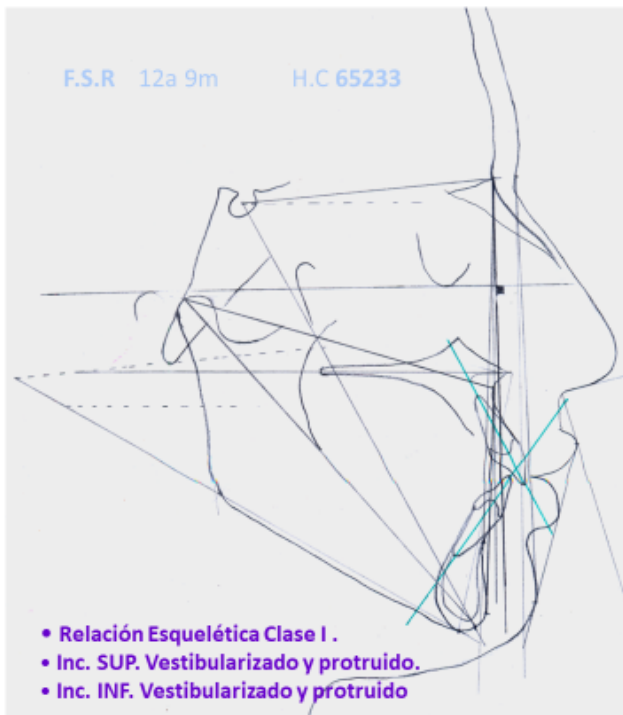 F.S.R 12a 9m H.C 65233
• Relación Esquelética Clase I .
• Inc. SUP. Vestibularizado y protruido.
• Inc. INF. Vestibularizado y protruido